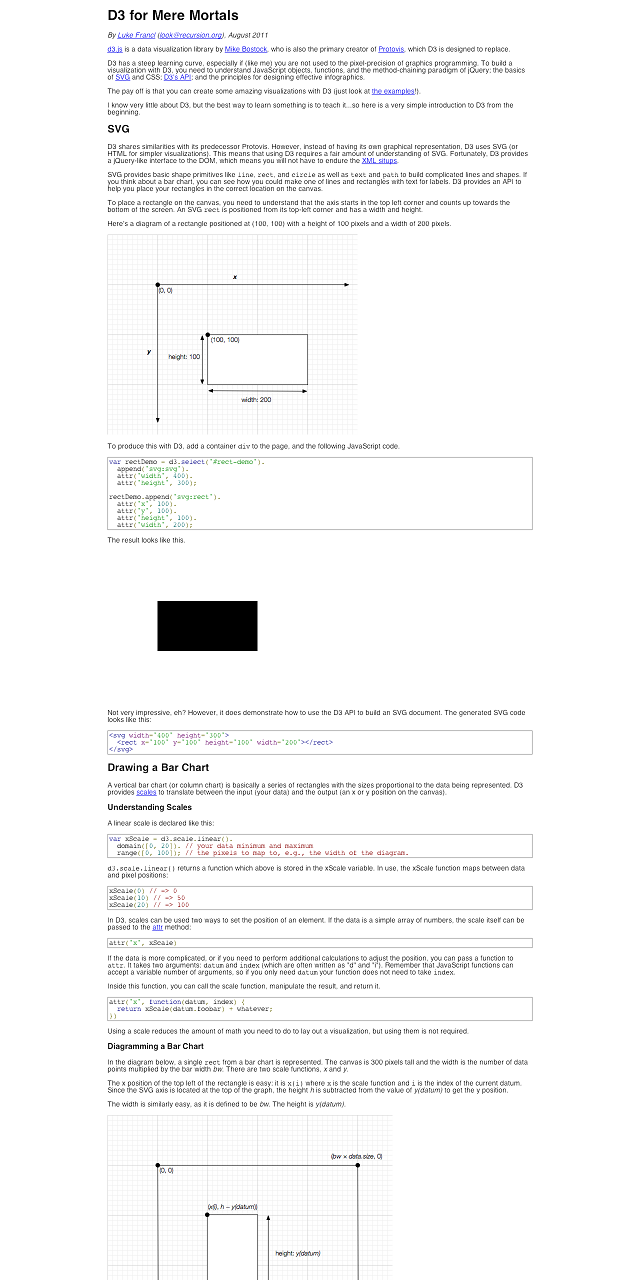 D3 for Mere Mortals
By Luke Franci (look@recursion.org), August 2011
d3.js is a data visualization library by Mike Bostock, who is also the primary creator of Protovis, which D3 is designed to replace.
D3 has a steep learning curve, especially if (like me) you are not used to the pixel-precision of graphics programming. To build a
visualization with D3, you need to understand JavaScript objects, functions, and the method-chaining paradigm of jQuery; the basics
of SVG and CSS; D3's API; and the principles for designing effective infographics.
The pay off is that you can create some amazing visualizations with D3 (just look at the examples!).
I know very little about D3, but the best way to learn something is to teach it...so here is a very simple introduction to D3 from the
beginning.
SVG
D3 shares similarities with its predecessor Protovis. However, instead of having its own graphical representation, D3 uses SVG (or
HTML for simpler visualizations). This means that using D3 requires a fair amount of understanding of SVG. Fortunately, D3 provides
a jQuery-like interface to the DOM, which means you will not have to endure the XML situps.
SVG provides basic shape primitives like line, rect, and circle as well as text and path to build complicated lines and shapes. If
you think about a bar chart, you can see how you could make one of lines and rectangles with text for labels. D3 provides an API to
help you place your rectangles in the correct location on the canvas.
To place a rectangle on the canvas, you need to understand that the axis starts in the top left corner and counts up towards the
bottom of the screen. An SVG rect is positioned from its top-left corner and has a width and height.
Here's a diagram of a rectangle positioned at (100, 100) with a height of 100 pixels and a width of 200 pixels.
x
(0, 0)
(100, 100)
y
height: 100
width: 200
To produce this with D3, add a container div to the page, and the following JavaScript code.
var rectDemo = d3.select("#rect-demo").
append("svg:svg").
attr("width", 400).
attr("height", 300);
rectDemo.append("svg:rect").
attr("x", 100).
attr("y", 100).
attr("height", 100).
attr("width", 200);
The result looks like this.
Not very impressive, eh? However, it does demonstrate how to use the D3 API to build an SVG document. The generated SVG code
looks like this:
<svg width="400" height="300">
<rect x="100" y="100" height="100" width="200"></rect>
</svg>
Drawing a Bar Chart
A vertical bar chart (or column chart) is basically a series of rectangles with the sizes proportional to the data being represented. D3
provides scales to translate between the input (your data) and the output (an x or y position on the canvas).
Understanding Scales
A linear scale is declared like this:
var xScale = d3.scale.linear().
domain([0, 20]). // your data minimum and maximum
range([0, 100]); // the pixels to map to, e.g., the width of the diagram.
d3.scale.linear() returns a function which above is stored in the xScale variable. In use, the xScale function maps between data
and pixel positions:
xScale(0) // => 0
xScale(10) // => 50
xScale(20) // => 100
In D3, scales can be used two ways to set the position of an element. If the data is a simple array of numbers, the scale itself can be
passed to the attr method:
attr("x", xScale)
If the data is more complicated, or if you need to perform additional calculations to adjust the position, you can pass a function to
attr. It takes two arguments: datum and index (which are often written as "d" and "i"). Remember that JavaScript functions can
accept a variable number of arguments, so if you only need datum your function does not need to take index.
Inside this function, you can call the scale function, manipulate the result, and return it.
attr("x", function(datum, index) {
return xScale(datum.foobar) + whatever;
})
Using a scale reduces the amount of math you need to do to lay out a visualization, but using them is not required.
Diagramming a Bar Chart
In the diagram below, a single rect from a bar chart is represented. The canvas is 300 pixels tall and the width is the number of data
points multiplied by the bar width bw. There are two scale functions, x and y.
The x position of the top left of the rectangle is easy: it is x(i) where x is the scale function and i is the index of the current datum.
Since the SVG axis is located at the top of the graph, the height h is subtracted from the value of y(datum) to get the y position.
The width is similarly easy, as it is defined to be bw. The height is y(datum).
(bw × data.size, 0)
(0, 0)
(x(i), h − y(datum))
height: y(datum)